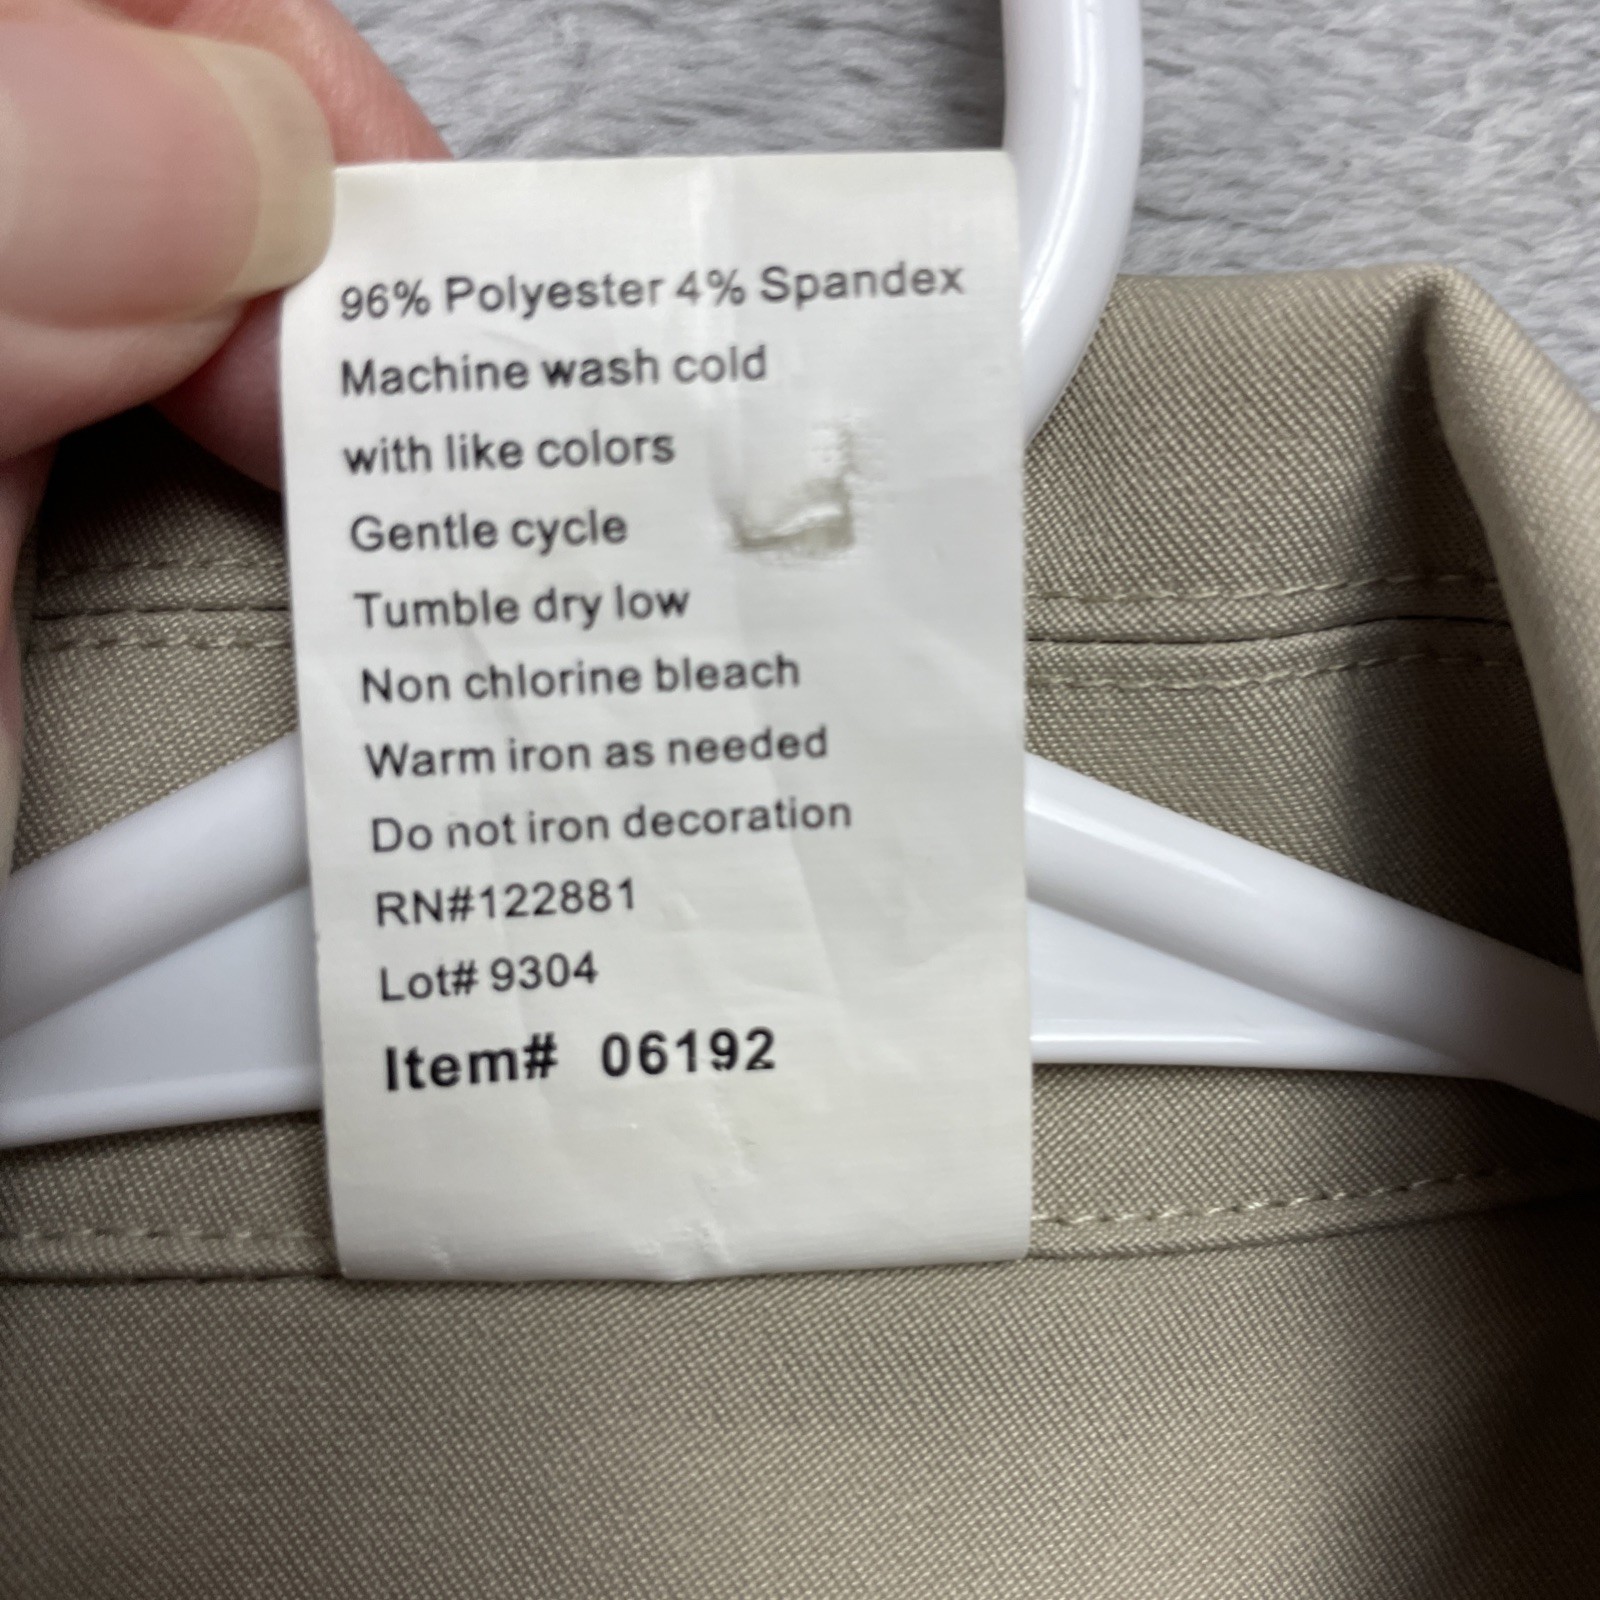 96% Polyester 4% Spandex
Machine wash cold
with like colors
Gentle cycle
Tumble dry low
Non chlorine bleach
Warm iron as needed
Do not iron decoration
RN#122881
Lot# 9304
Item# 06192